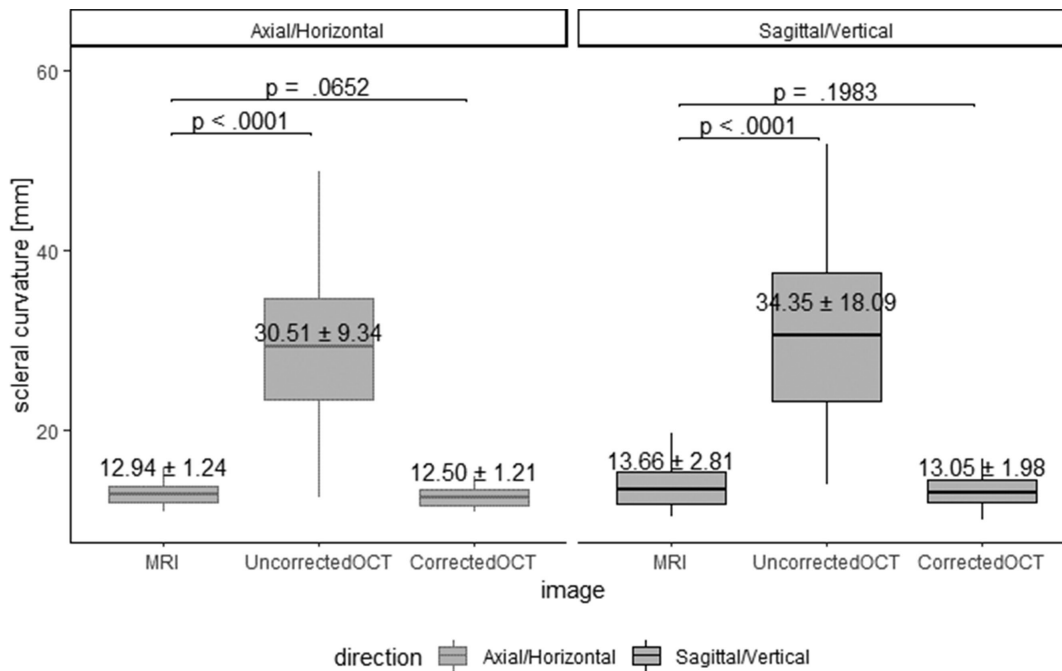 Axial/Horizontal
Sagittal/Vertical
scleral curvature [mm]
60
40
20
p = .0652
p < .0001
30.51 ± 9.34
12.94 ± 1.24
12.50 ± 1.21
p = .1983
p < .0001
34.35 ± 18.09
13.66 ± 2.81
13.05 ± 1.98
MRI UncorrectedOCT CorrectedOCT MRI UncorrectedOCT CorrectedOCT
image
direction Axial/Horizontal Sagittal/Vertical